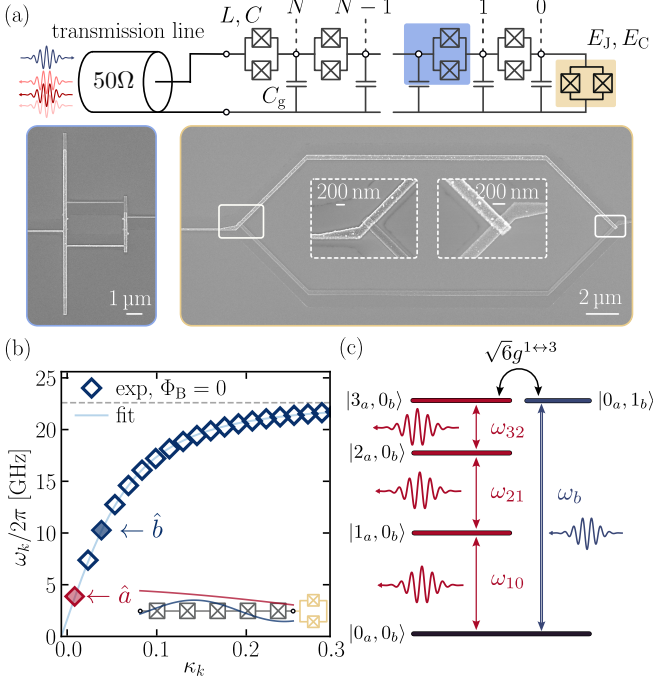 (a)
transmission line
50Ω
L, C
N
N − 1
1
0
E_J, E_C
C_g
1 μm
200 nm
200 nm
2 μm
(b)
exp, Φ_B = 0
fit
ω_k/2π [GHz]
25
20
15
10
5
0
b̂
â
0.0
0.1
0.2
0.3
κ_k
(c)
√6g^{1↔3}
|3_a, 0_b⟩
|0_a, 1_b⟩
ω_32
|2_a, 0_b⟩
ω_21
ω_b
|1_a, 0_b⟩
ω_10
|0_a, 0_b⟩